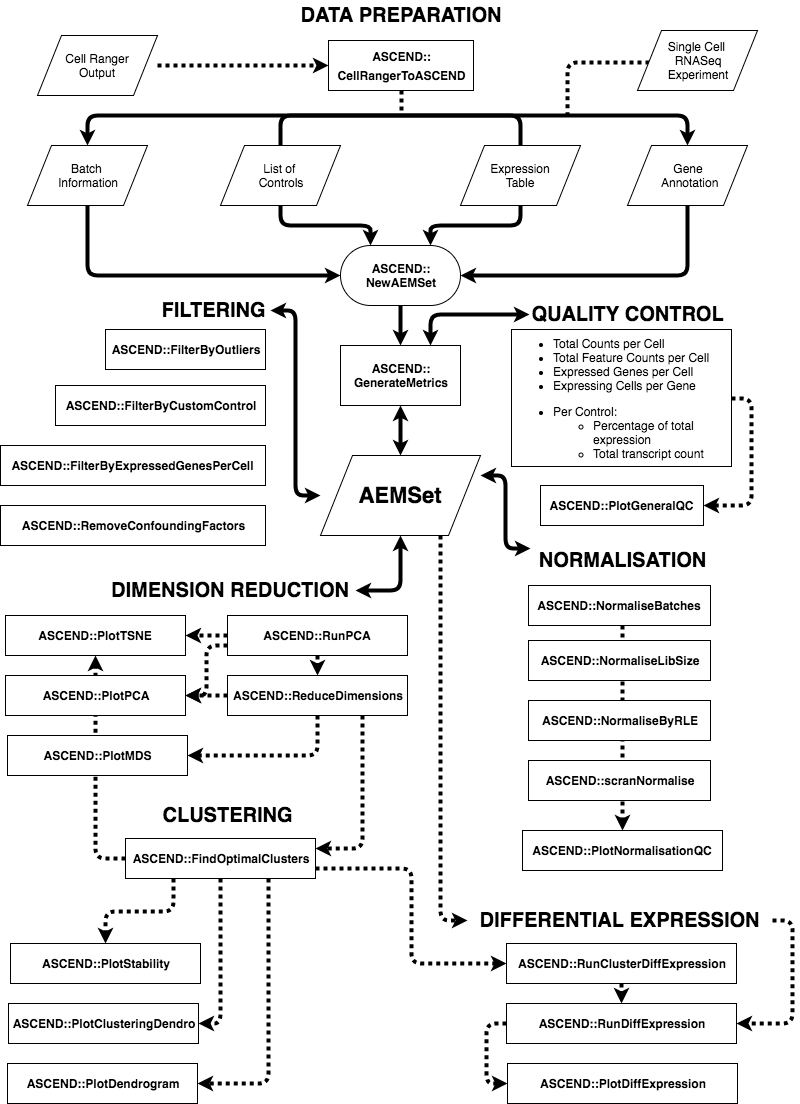 DATA PREPARATION
Cell Ranger
Output
ASCEND::
CellRangerToASCEND
Single Cell
RNASeq
Experiment
Batch
Information
List of
Controls
Expression
Table
Gene
Annotation
ASCEND::
NewAEMSet
FILTERING
ASCEND::FilterByOutliers
ASCEND::FilterByCustomControl
ASCEND::FilterByExpressedGenesPerCell
ASCEND::RemoveConfoundingFactors
ASCEND::
GenerateMetrics
QUALITY CONTROL
• Total Counts per Cell
• Total Feature Counts per Cell
• Expressed Genes per Cell
• Expressing Cells per Gene
• Per Control:
○ Percentage of total
expression
○ Total transcript count
ASCEND::PlotGeneralQC
AEMSet
NORMALISATION
ASCEND::NormaliseBatches
ASCEND::NormaliseLibSize
ASCEND::NormaliseByRLE
ASCEND::scranNormalise
ASCEND::PlotNormalisationQC
DIMENSION REDUCTION
ASCEND::PlotTSNE
ASCEND::RunPCA
ASCEND::PlotPCA
ASCEND::ReduceDimensions
ASCEND::PlotMDS
CLUSTERING
ASCEND::FindOptimalClusters
ASCEND::PlotStability
ASCEND::PlotClusteringDendro
ASCEND::PlotDendrogram
DIFFERENTIAL EXPRESSION
ASCEND::RunClusterDiffExpression
ASCEND::RunDiffExpression
ASCEND::PlotDiffExpression